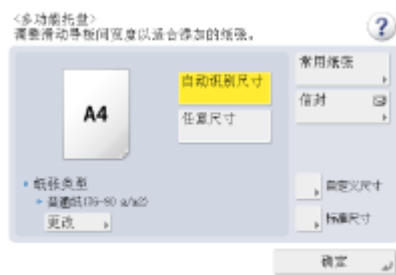 <多功能托盘>
调整滑动导板间宽度以适合添加的纸张。
?
常用纸张
自动识别尺寸
信封
A4
任意尺寸
纸张类型
普通纸(76-90 g/m2)
自定义尺寸
更改
标准尺寸
确定